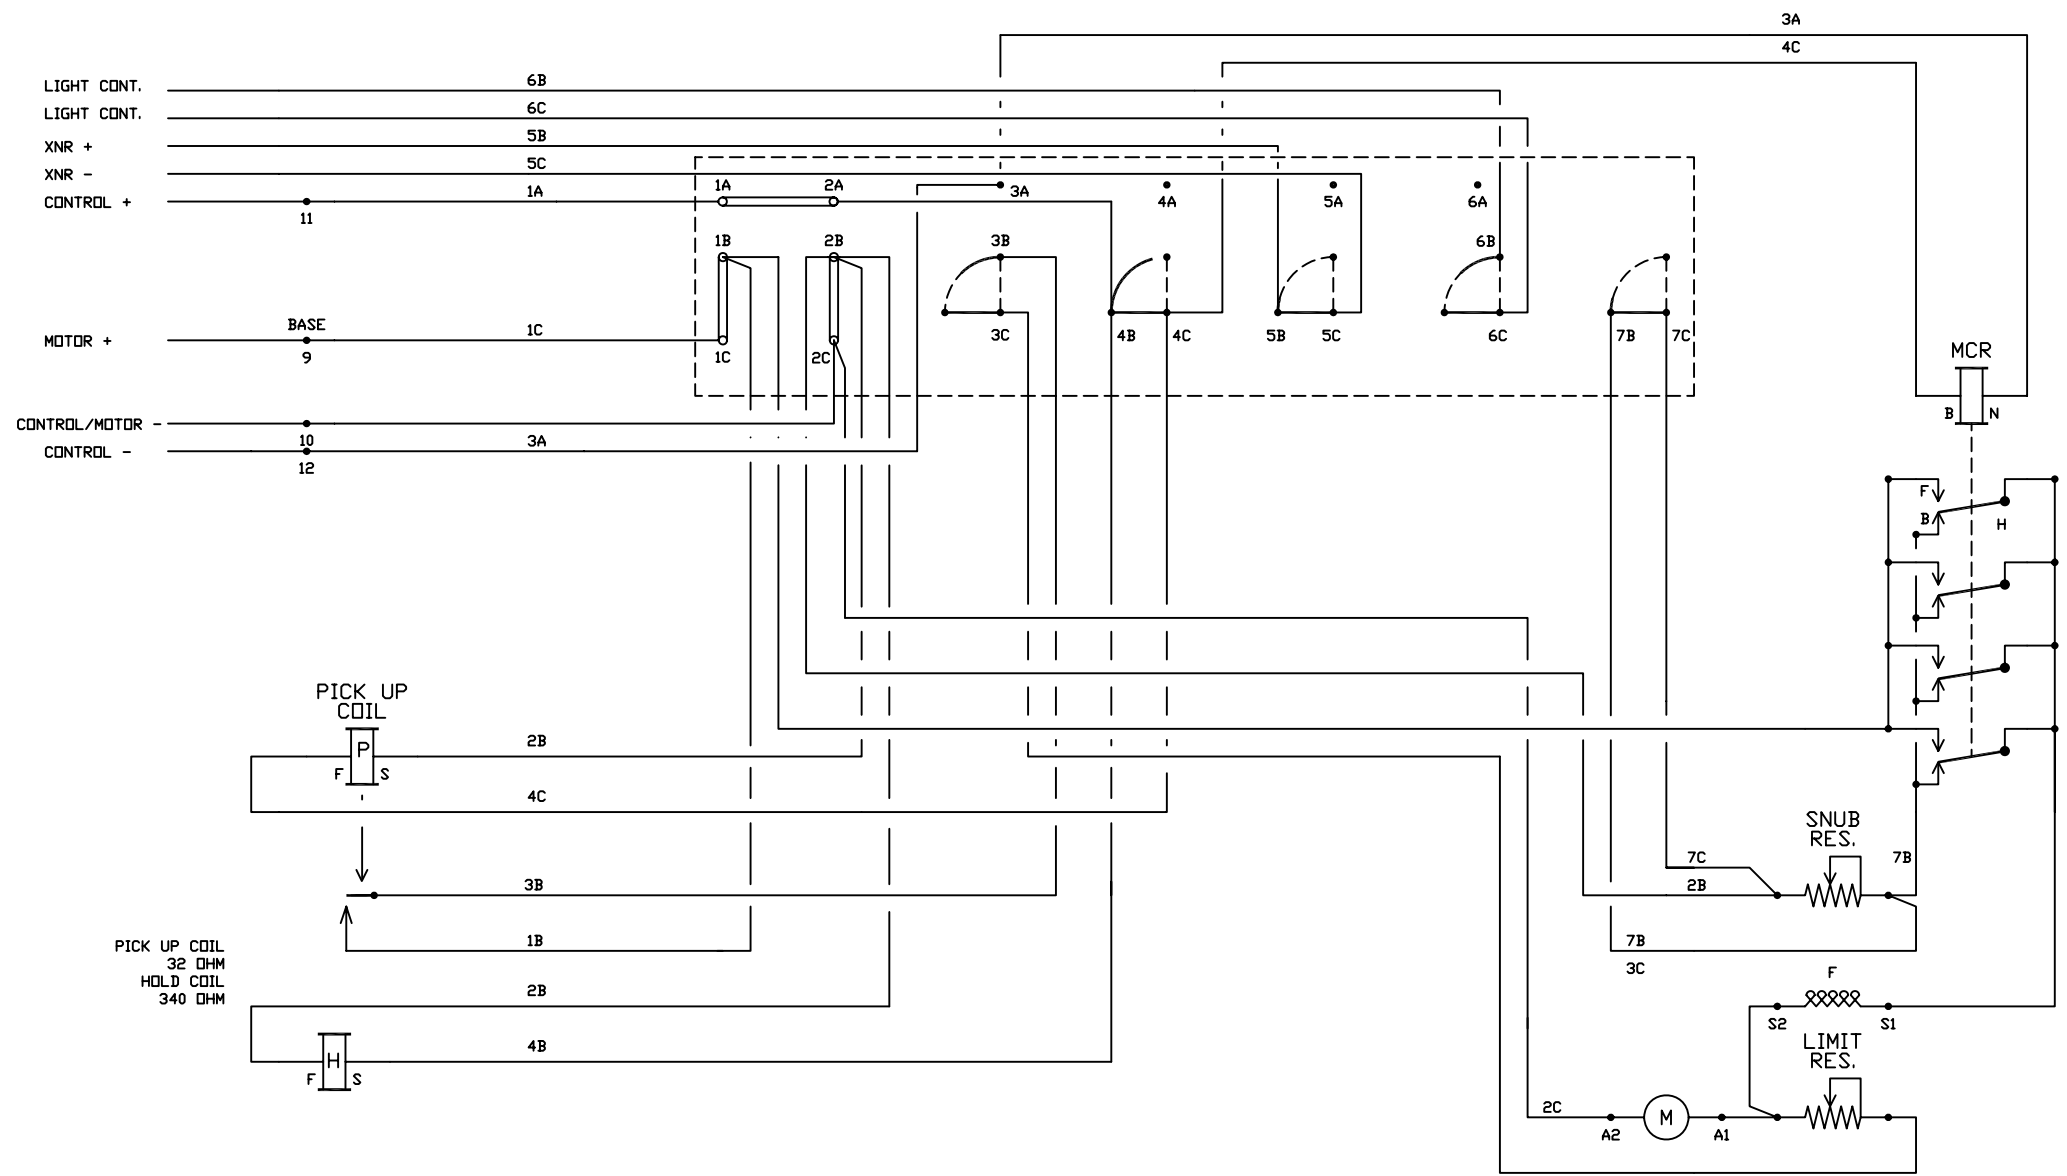 3A
4C
LIGHT CONT.
6B
LIGHT CONT.
6C
XNR +
5B
XNR -
5C
CONTROL +
11
1A
1A
2A
3A
4A
5A
6A
1B
2B
3B
6B
MOTOR +
BASE
9
1C
1C
2C
3C
4B
4C
5B
5C
6C
7B
7C
MCR
B
N
CONTROL/MOTOR -
10
CONTROL -
12
3A
F
B
H
PICK UP
COIL
P
F
S
2B
4C
SNUB
RES.
7C
7B
2B
3B
1B
PICK UP COIL
32 OHM
HOLD COIL
340 OHM
7B
3C
2B
F
S2
S1
H
F
S
4B
LIMIT
RES.
2C
A2
M
A1